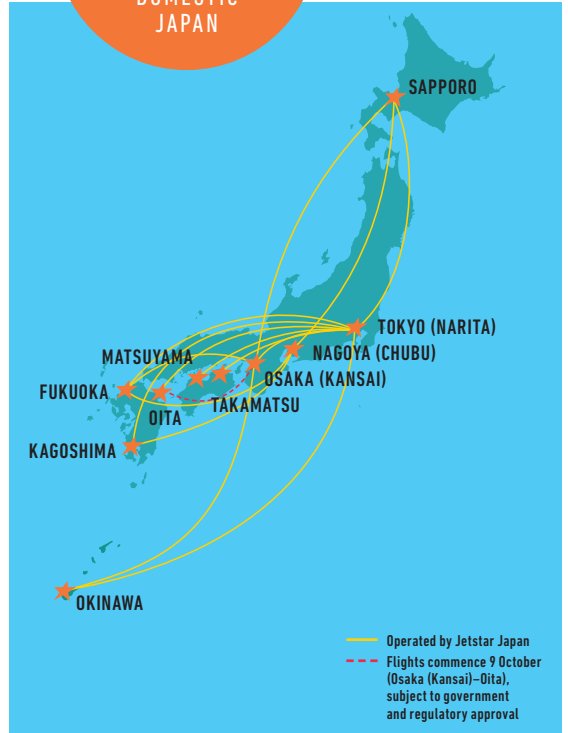 DOMESTIC
JAPAN
SAPPORO
TOKYO (NARITA)
NAGOYA (CHUBU)
MATSUYAMA
OSAKA (KANSAI)
FUKUOKA
TAKAMATSU
OITA
KAGOSHIMA
OKINAWA
Operated by Jetstar Japan
Flights commence 9 October
(Osaka (Kansai)–Oita),
subject to government
and regulatory approval